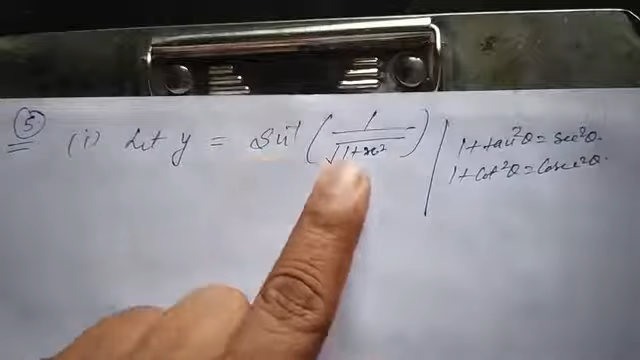 ⑤ (i) Let y = Sin⁻¹ (1/√(1+x²))
1+tan²θ = sec²θ.
1+Cot²θ = Cosec²θ.